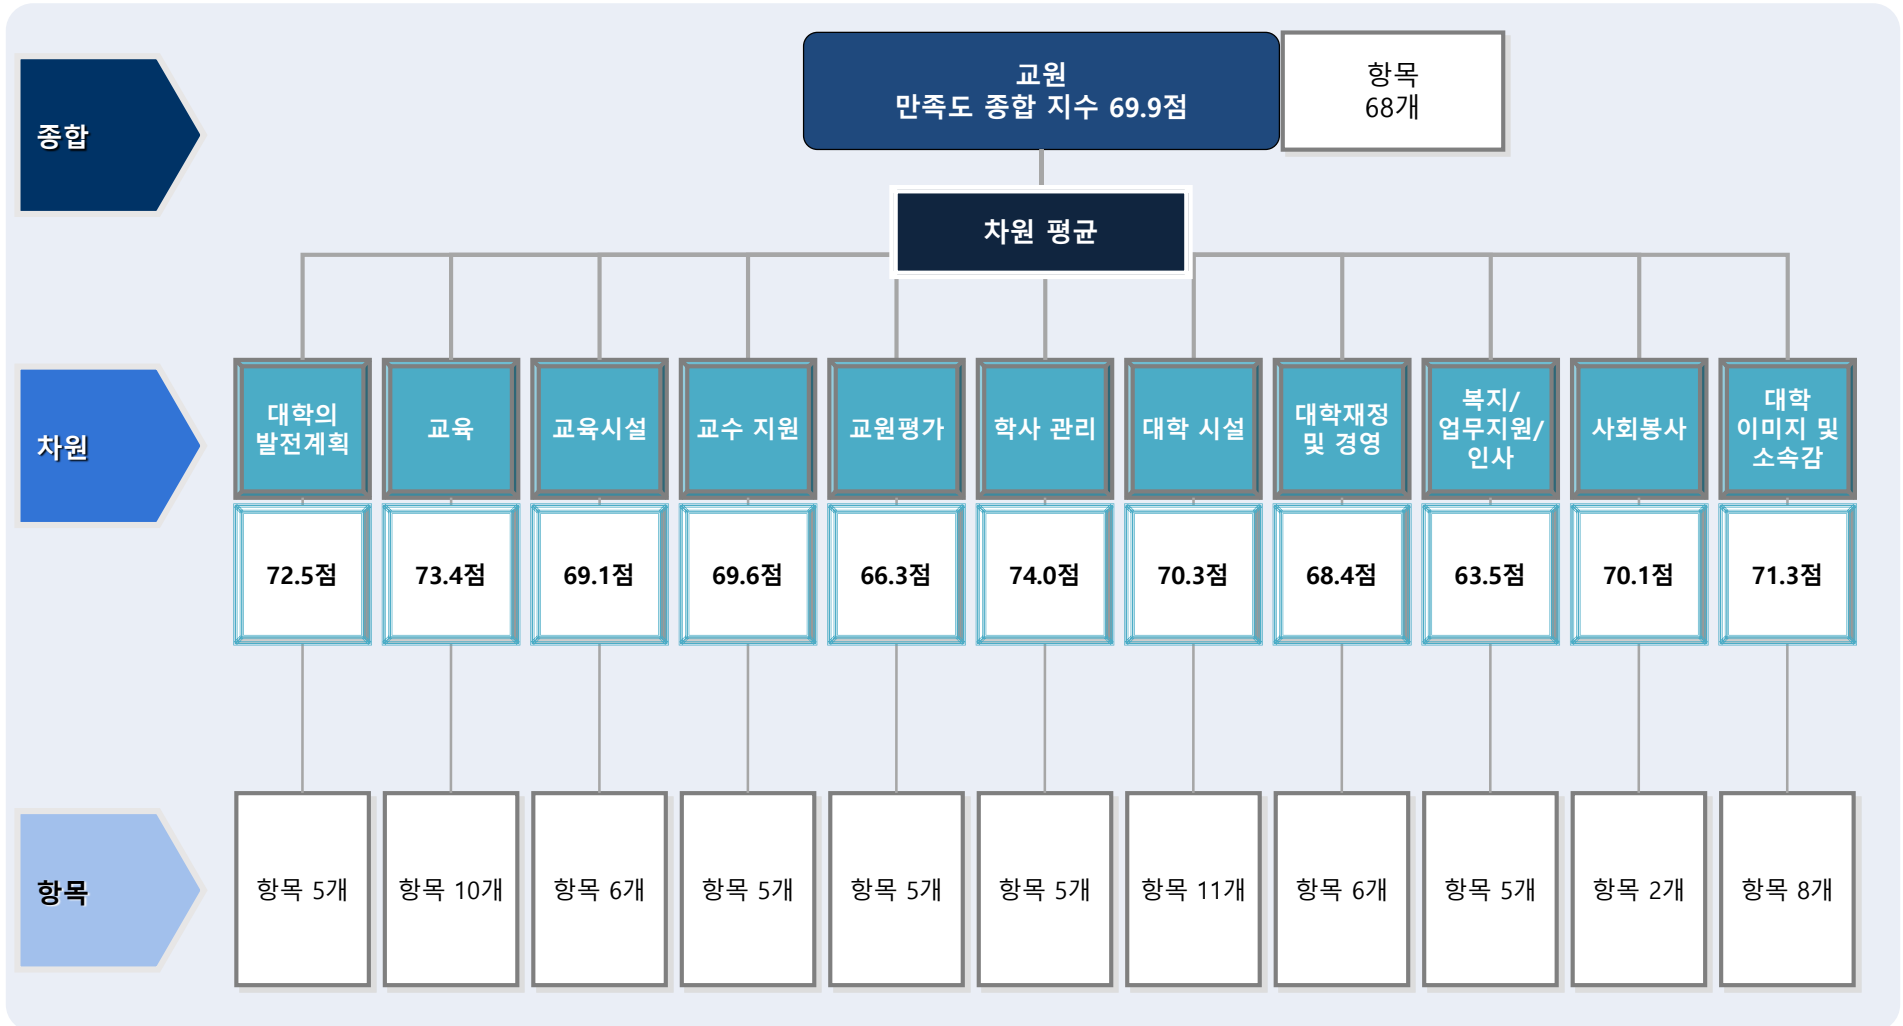 종합
교원
만족도 종합 지수 69.9점
항목
68개
차원 평균
차원
대학의
발전계획
교육
교육시설
교수 지원
교원평가
학사 관리
대학 시설
대학재정
및 경영
복지/
업무지원/
인사
사회봉사
대학
이미지 및
소속감
72.5점
73.4점
69.1점
69.6점
66.3점
74.0점
70.3점
68.4점
63.5점
70.1점
71.3점
항목
항목 5개
항목 10개
항목 6개
항목 5개
항목 5개
항목 5개
항목 11개
항목 6개
항목 5개
항목 2개
항목 8개